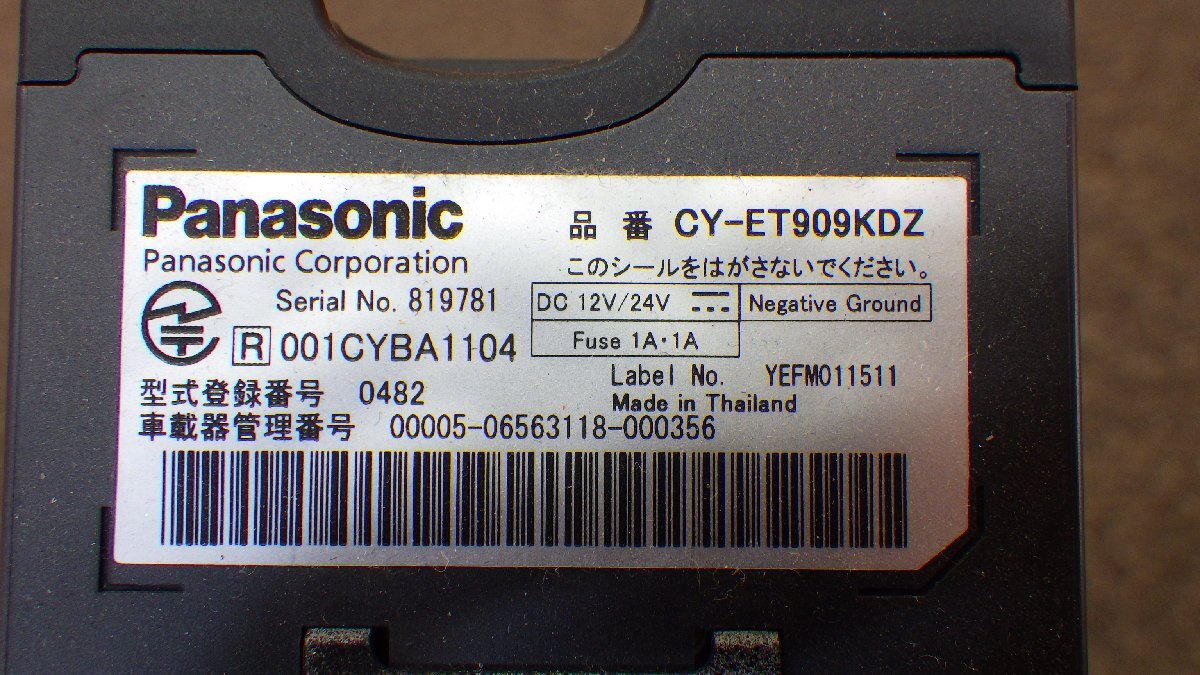 Panasonic
品番 CY-ET909KDZ
Panasonic Corporation
このシールをはがさないでください。
Serial No. 819781
DC 12V/24V
Negative Ground
R 001CYBA1104
Fuse 1A・1A
Label No. YEFM011511
型式登録番号 0482
Made in Thailand
車載器管理番号 00005-06563118-000356